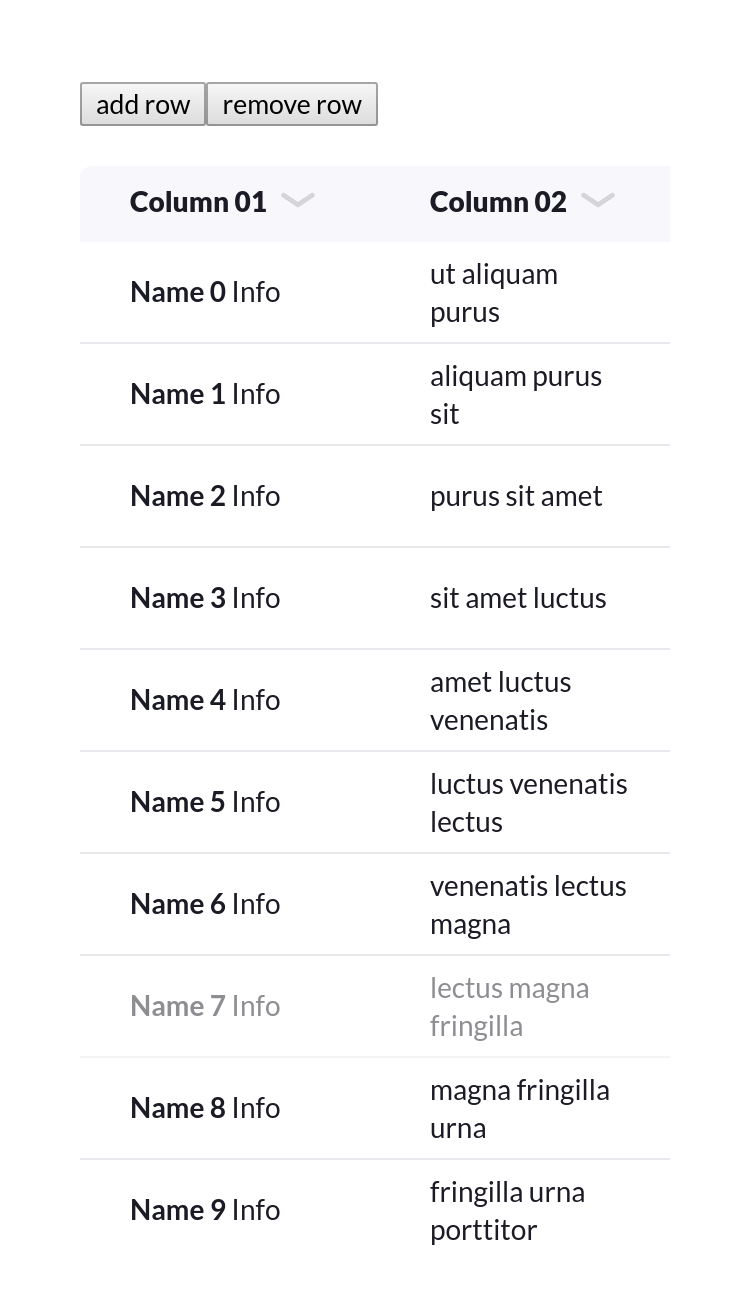 add row remove row
Column 01 Column 02
Name 0 Info ut aliquam
purus
Name 1 Info aliquam purus
sit
Name 2 Info purus sit amet
Name 3 Info sit amet luctus
Name 4 Info amet luctus
venenatis
Name 5 Info luctus venenatis
lectus
Name 6 Info venenatis lectus
magna
Name 7 Info lectus magna
fringilla
Name 8 Info magna fringilla
urna
Name 9 Info fringilla urna
porttitor